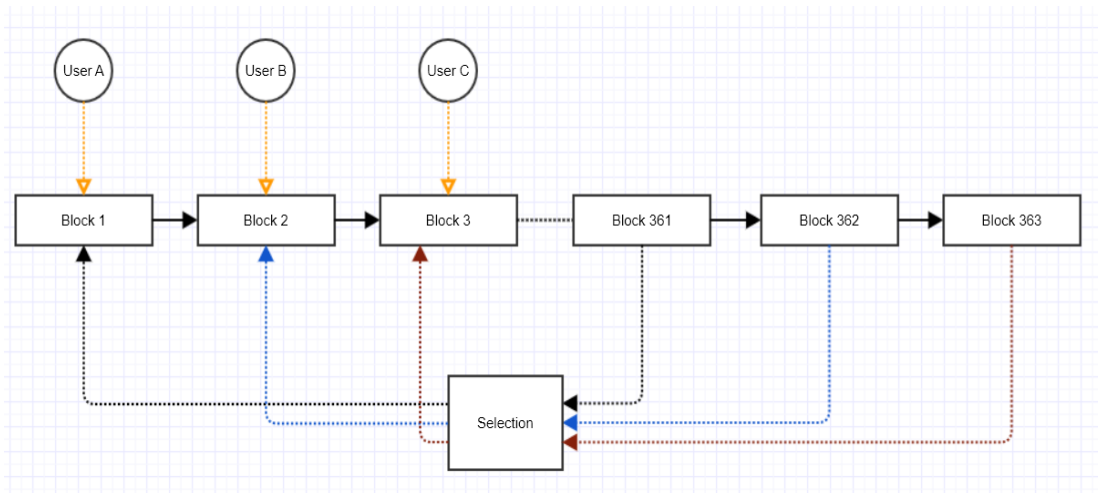 User A
User B
User C
Block 1
Block 2
Block 3
Block 361
Block 362
Block 363
Selection